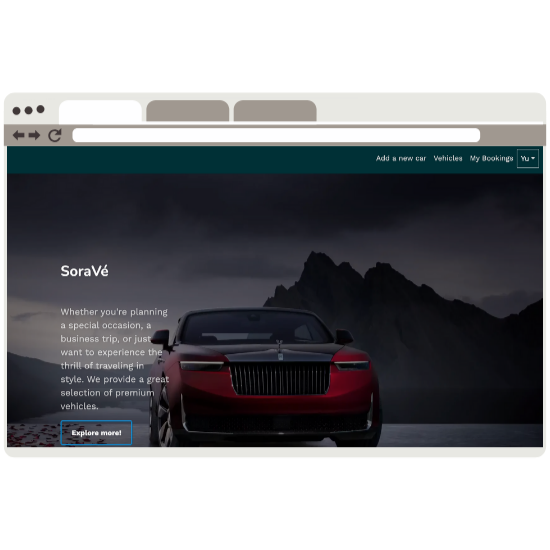 Add a new car Vehicles My Bookings Yu
SoraVé
Whether you're planning
a special occasion, a
business trip, or just
want to experience the
thrill of traveling in
style. We provide a great
selection of premium
vehicles.
Explore more!